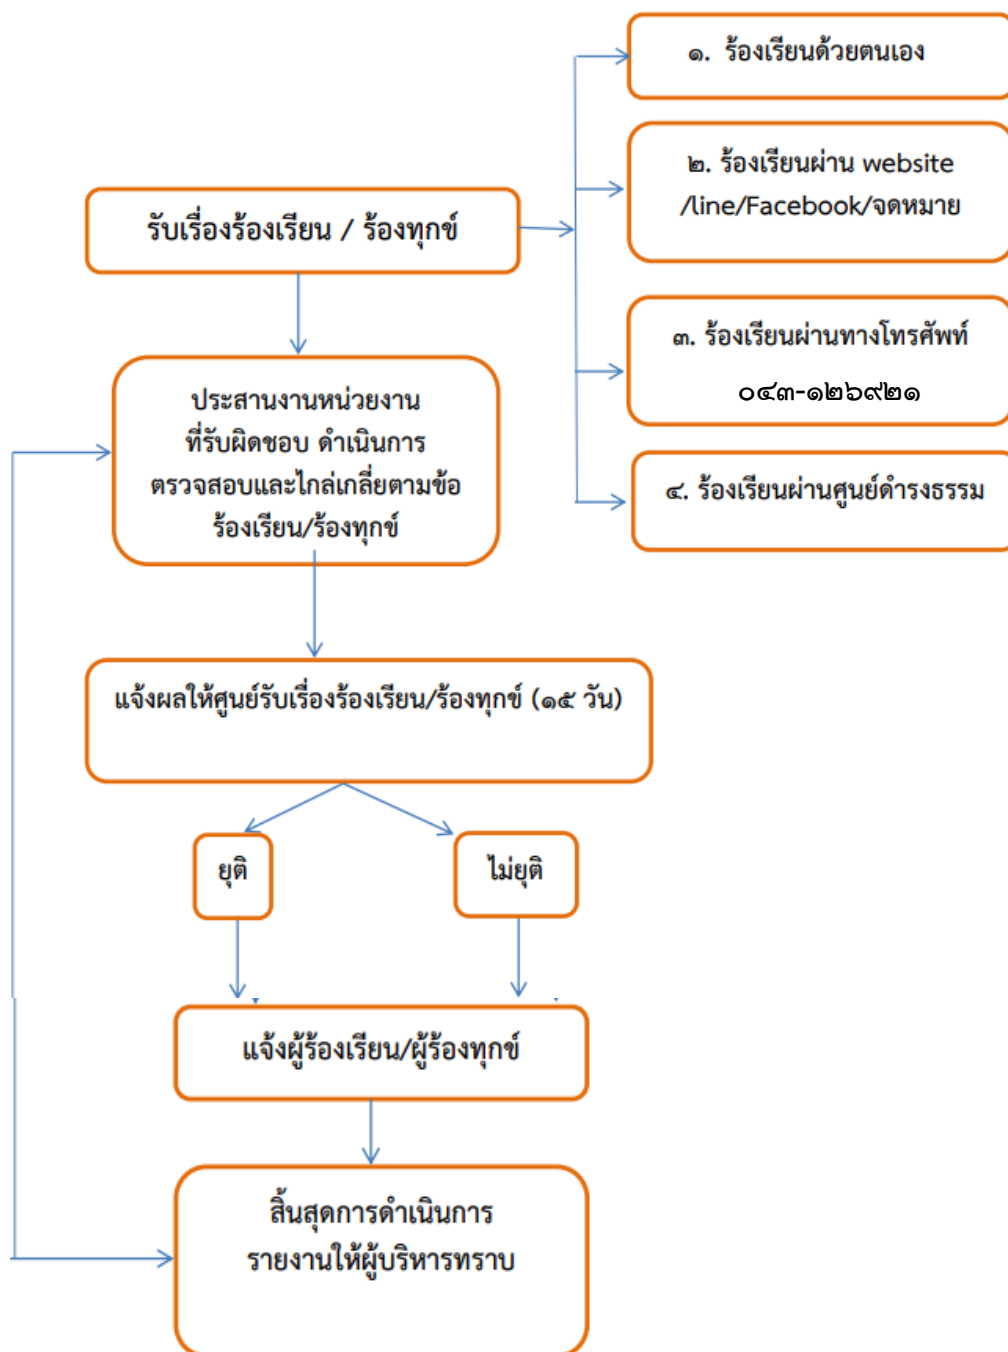 ๑. ร้องเรียนด้วยตนเอง
๒. ร้องเรียนผ่าน website
/line/Facebook/จดหมาย
รับเรื่องร้องเรียน / ร้องทุกข์
๓. ร้องเรียนผ่านทางโทรศัพท์
๐๔๓-๑๒๖๙๒๑
๔. ร้องเรียนผ่านศูนย์ดำรงธรรม
ประสานงานหน่วยงาน
ที่รับผิดชอบ ดำเนินการ
ตรวจสอบและไกล่เกลี่ยตามข้อ
ร้องเรียน/ร้องทุกข์
แจ้งผลให้ศูนย์รับเรื่องร้องเรียน/ร้องทุกข์ (๑๕ วัน)
ยุติ
ไม่ยุติ
แจ้งผู้ร้องเรียน/ผู้ร้องทุกข์
สิ้นสุดการดำเนินการ
รายงานให้ผู้บริหารทราบ